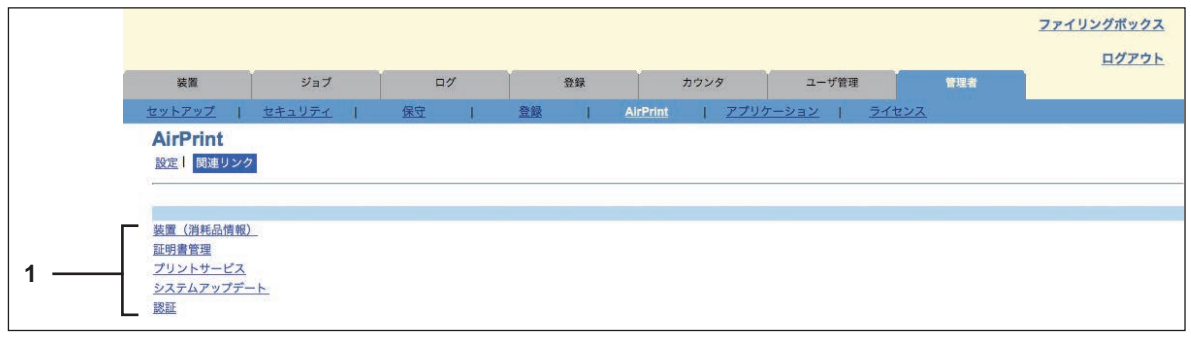 ファイリングボックス
ログアウト
装置 ジョブ ログ 登録 カウンタ ユーザ管理 管理者
セットアップ | セキュリティ | 保守 | 登録 | AirPrint | アプリケーション | ライセンス
AirPrint
設定 | 関連リンク
装置（消耗品情報）
証明書管理
プリントサービス
1
システムアップデート
認証